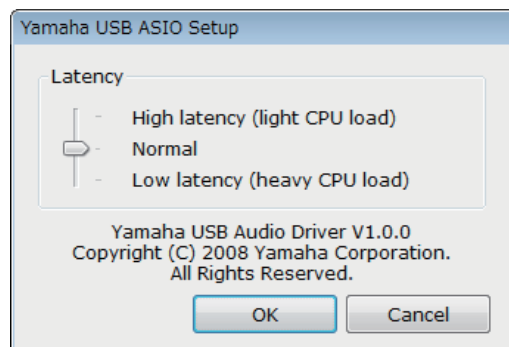 Yamaha USB ASIO Setup
Latency
High latency (light CPU load)
Normal
Low latency (heavy CPU load)
Yamaha USB Audio Driver V1.0.0
Copyright (C) 2008 Yamaha Corporation.
All Rights Reserved.
OK
Cancel